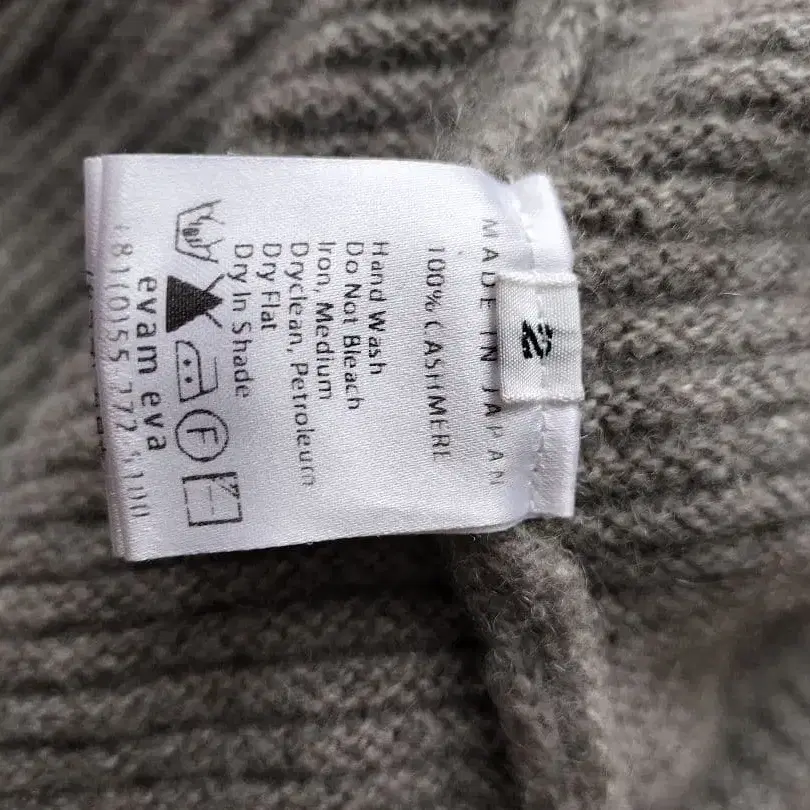 2
MADE IN JAPAN
100% CASHMERE
Hand Wash
Do Not Bleach
Iron, Medium
Dryclean, Petroleum
Dry Flat
Dry In Shade
F
evam eva